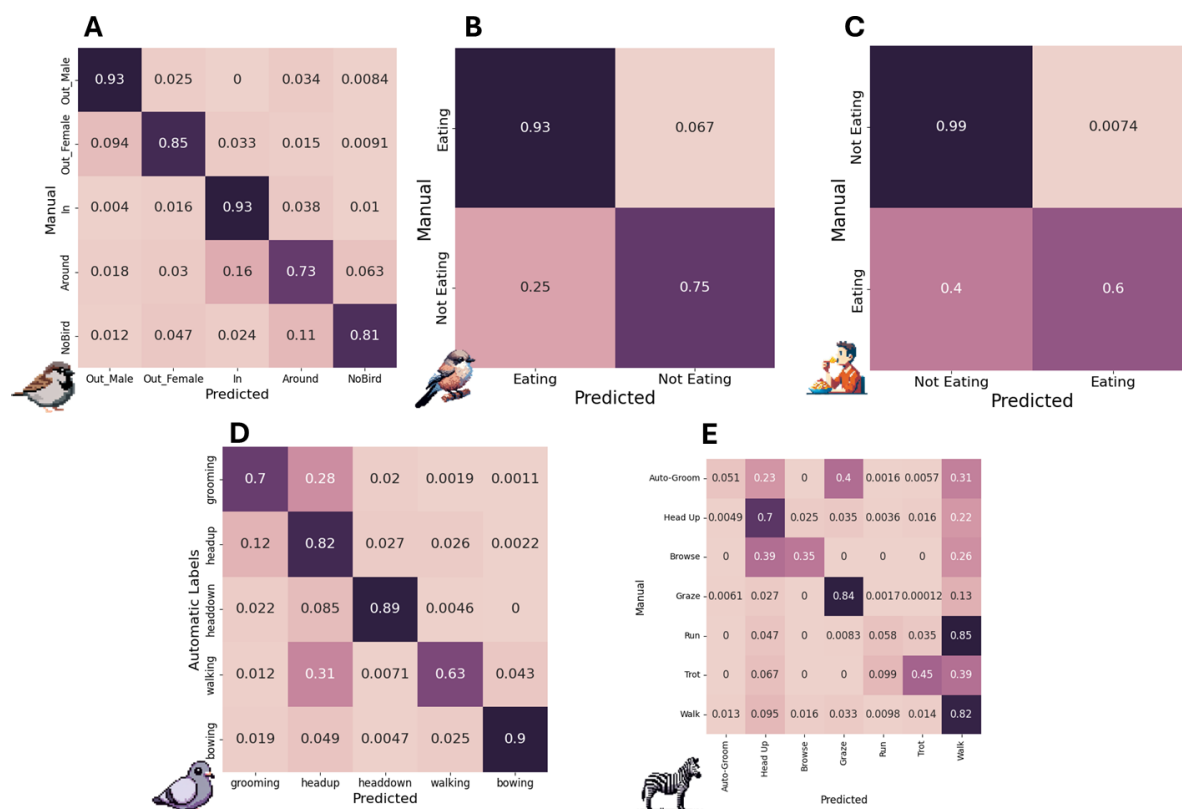 A
Out_Male 0.93 0.025 0 0.034 0.0084
Out_Female 0.094 0.85 0.033 0.015 0.0091
In 0.004 0.016 0.93 0.038 0.01
Around 0.018 0.03 0.16 0.73 0.063
NoBird 0.012 0.047 0.024 0.11 0.81
Manual
Out_Male Out_Female In Around NoBird
Predicted
B
Eating 0.93 0.067
Not Eating 0.25 0.75
Manual
Eating Not Eating
Predicted
C
Not Eating 0.99 0.0074
Eating 0.4 0.6
Manual
Not Eating Eating
Predicted
D
grooming 0.7 0.28 0.02 0.0019 0.0011
headup 0.12 0.82 0.027 0.026 0.0022
headdown 0.022 0.085 0.89 0.0046 0
walking 0.012 0.31 0.0071 0.63 0.043
bowing 0.019 0.049 0.0047 0.025 0.9
Automatic Labels
grooming headup headdown walking bowing
Predicted
E
Auto-Groom 0.051 0.23 0 0.4 0.0016 0.0057 0.31
Head Up 0.0049 0.7 0.025 0.035 0.0036 0.016 0.22
Browse 0 0.39 0.35 0 0 0 0.26
Graze 0.0061 0.027 0 0.84 0.0017 0.00012 0.13
Run 0 0.047 0 0.0083 0.058 0.035 0.85
Trot 0 0.067 0 0 0.099 0.45 0.39
Walk 0.013 0.095 0.016 0.033 0.0098 0.014 0.82
Manual
Auto-Groom Head Up Browse Graze Run Trot Walk
Predicted